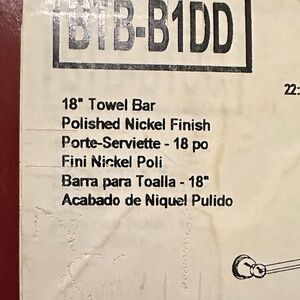 BTB-B1DD
22:
18" Towel Bar
Polished Nickel Finish
Porte-Serviette - 18 po
Fini Nickel Poli
Barra para Toalla - 18"
Acabado de Niquel Pulido